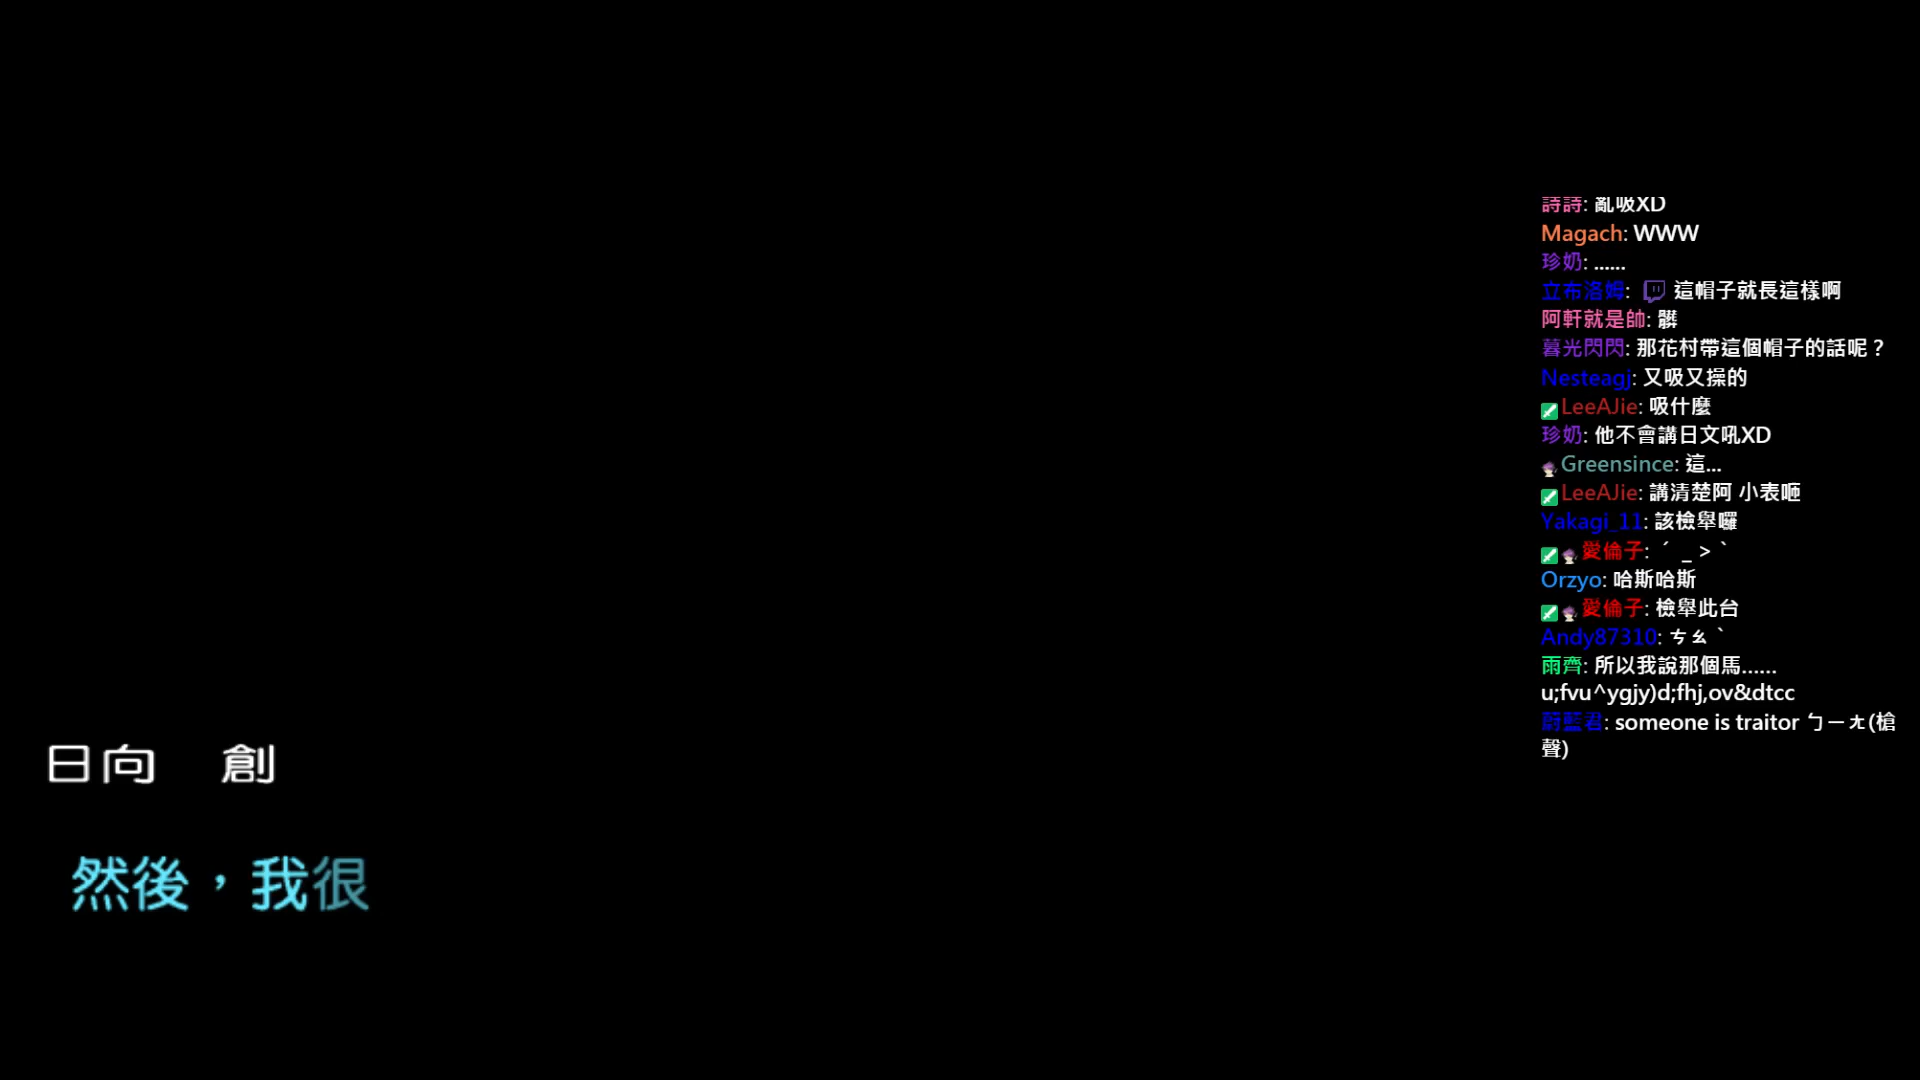 詩詩: 亂吸XD
Magach: WWW
珍奶: ......
立布洛姆: 這帽子就長這樣啊
阿軒就是帥: 髒
暮光閃閃: 那花村帶這個帽子的話呢？
Nesteagj: 又吸又操的
LeeAJie: 吸什麼
珍奶: 他不會講日文吼XD
Greensince: 這...
LeeAJie: 講清楚阿 小表咂
Yakagi_11: 該檢舉囉
愛倫子: ˊ _ > ˋ
Orzyo: 哈斯哈斯
愛倫子: 檢舉此台
Andy87310: ㄘㄠˋ
雨齊: 所以我說那個馬......
u;fvu^ygjy)d;fhj,ov&dtcc
蔚藍君: someone is traitor ㄅㄧㄤ(槍
聲)
日向　創
然後，我很